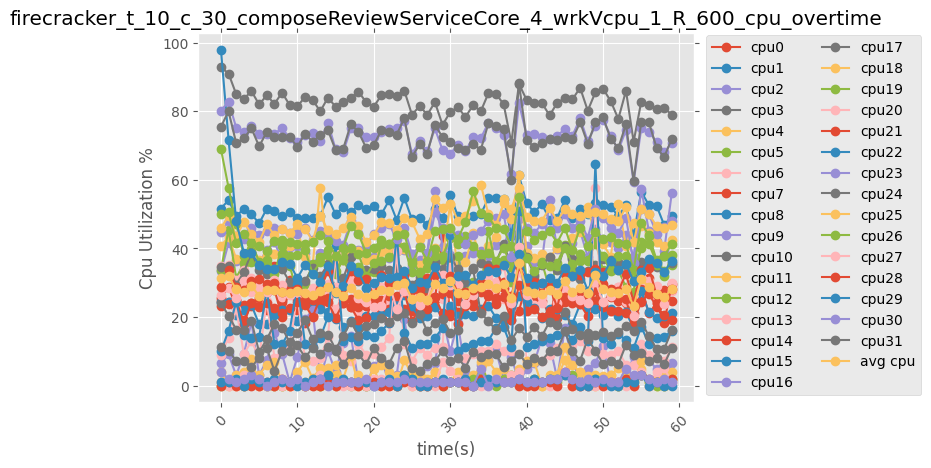 firecracker_t_10_c_30_composeReviewServiceCore_4_wrkVcpu_1_R_600_cpu_overtime
Cpu Utilization %
100
80
60
40
20
0
0
10
20
30
40
50
60
time(s)
cpu0
cpu1
cpu2
cpu3
cpu4
cpu5
cpu6
cpu7
cpu8
cpu9
cpu10
cpu11
cpu12
cpu13
cpu14
cpu15
cpu16
cpu17
cpu18
cpu19
cpu20
cpu21
cpu22
cpu23
cpu24
cpu25
cpu26
cpu27
cpu28
cpu29
cpu30
cpu31
avg cpu